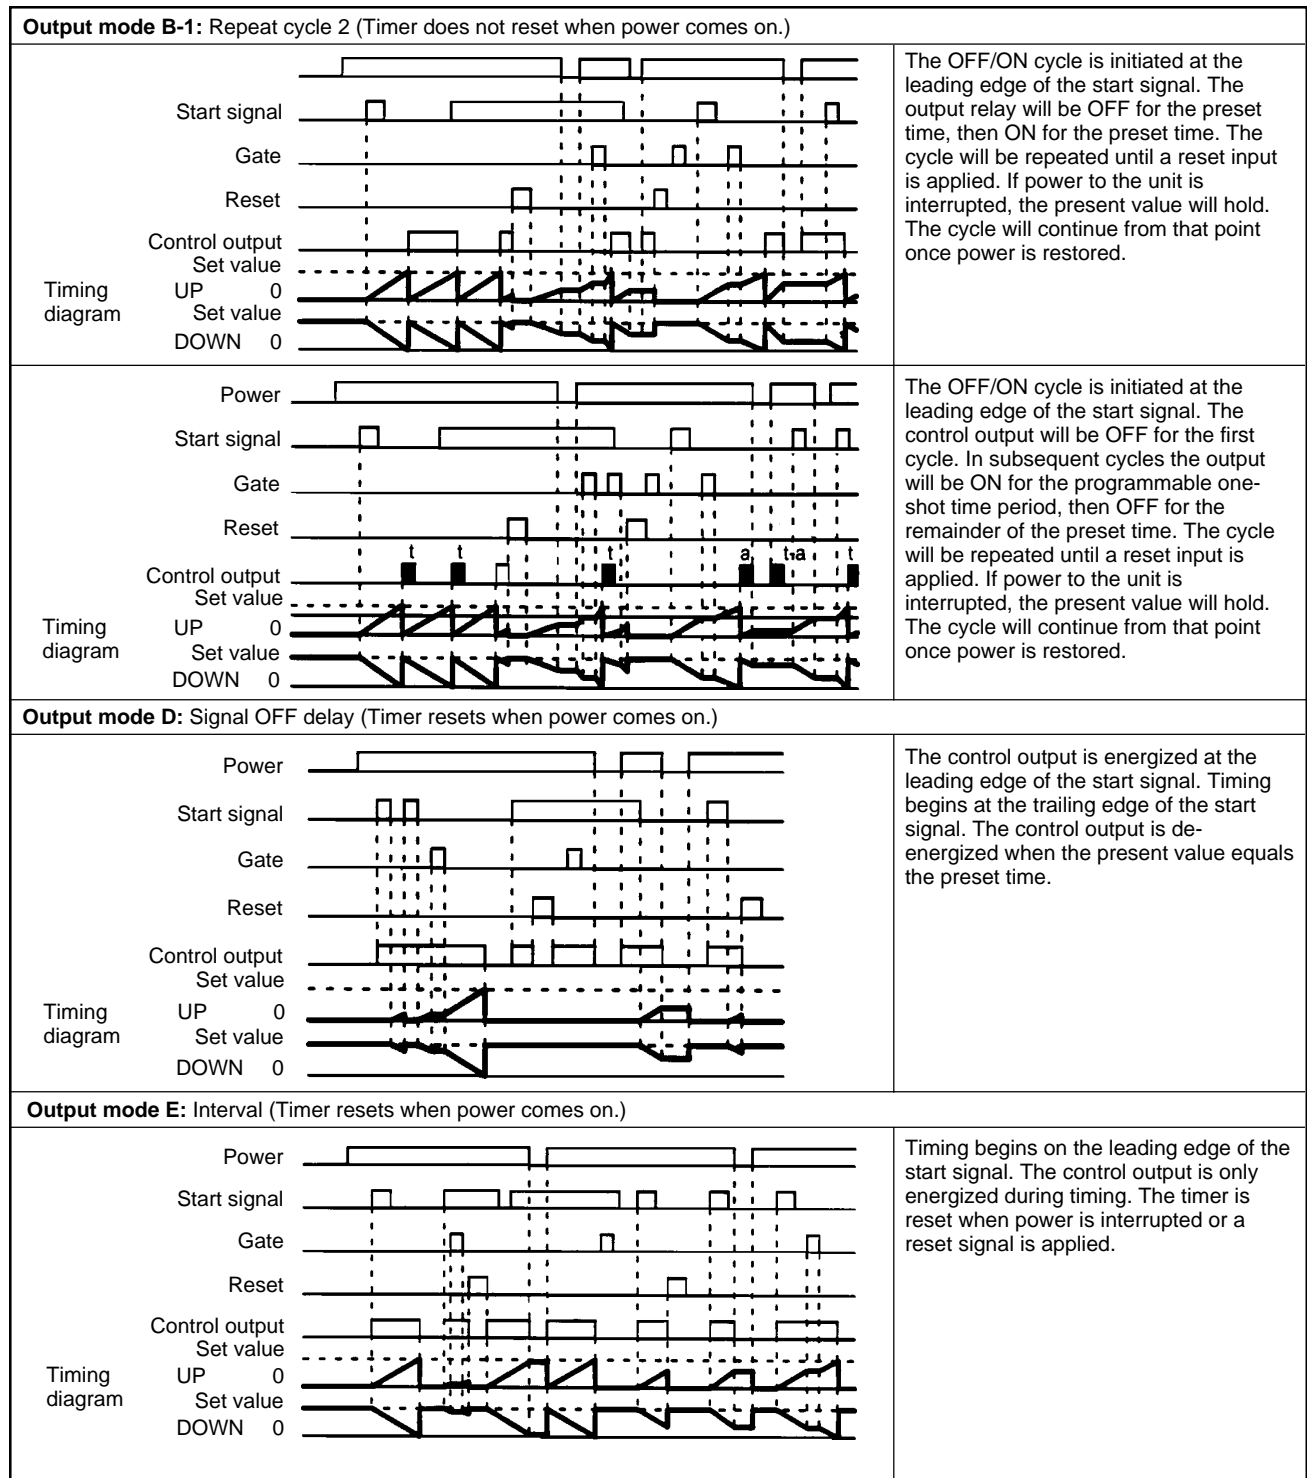 Output mode B-1: Repeat cycle 2 (Timer does not reset when power comes on.)
Start signal
Gate
Reset
Control output
Set value
Timing diagram
UP 0
Set value
DOWN 0
The OFF/ON cycle is initiated at the
leading edge of the start signal. The
output relay will be OFF for the preset
time, then ON for the preset time. The
cycle will be repeated until a reset input
is applied. If power to the unit is
interrupted, the present value will hold.
The cycle will continue from that point
once power is restored.
Power
Start signal
Gate
Reset
t t t a t-a t
Control output
Set value
Timing diagram
UP 0
Set value
DOWN 0
The OFF/ON cycle is initiated at the
leading edge of the start signal. The
control output will be OFF for the first
cycle. In subsequent cycles the output
will be ON for the programmable one-
shot time period, then OFF for the
remainder of the preset time. The cycle
will be repeated until a reset input is
applied. If power to the unit is
interrupted, the present value will hold.
The cycle will continue from that point
once power is restored.
Output mode D: Signal OFF delay (Timer resets when power comes on.)
Power
Start signal
Gate
Reset
Control output
Set value
Timing diagram
UP 0
Set value
DOWN 0
The control output is energized at the
leading edge of the start signal. Timing
begins at the trailing edge of the start
signal. The control output is de-
energized when the present value equals
the preset time.
Output mode E: Interval (Timer resets when power comes on.)
Power
Start signal
Gate
Reset
Control output
Set value
Timing diagram
UP 0
Set value
DOWN 0
Timing begins on the leading edge of the
start signal. The control output is only
energized during timing. The timer is
reset when power is interrupted or a
reset signal is applied.